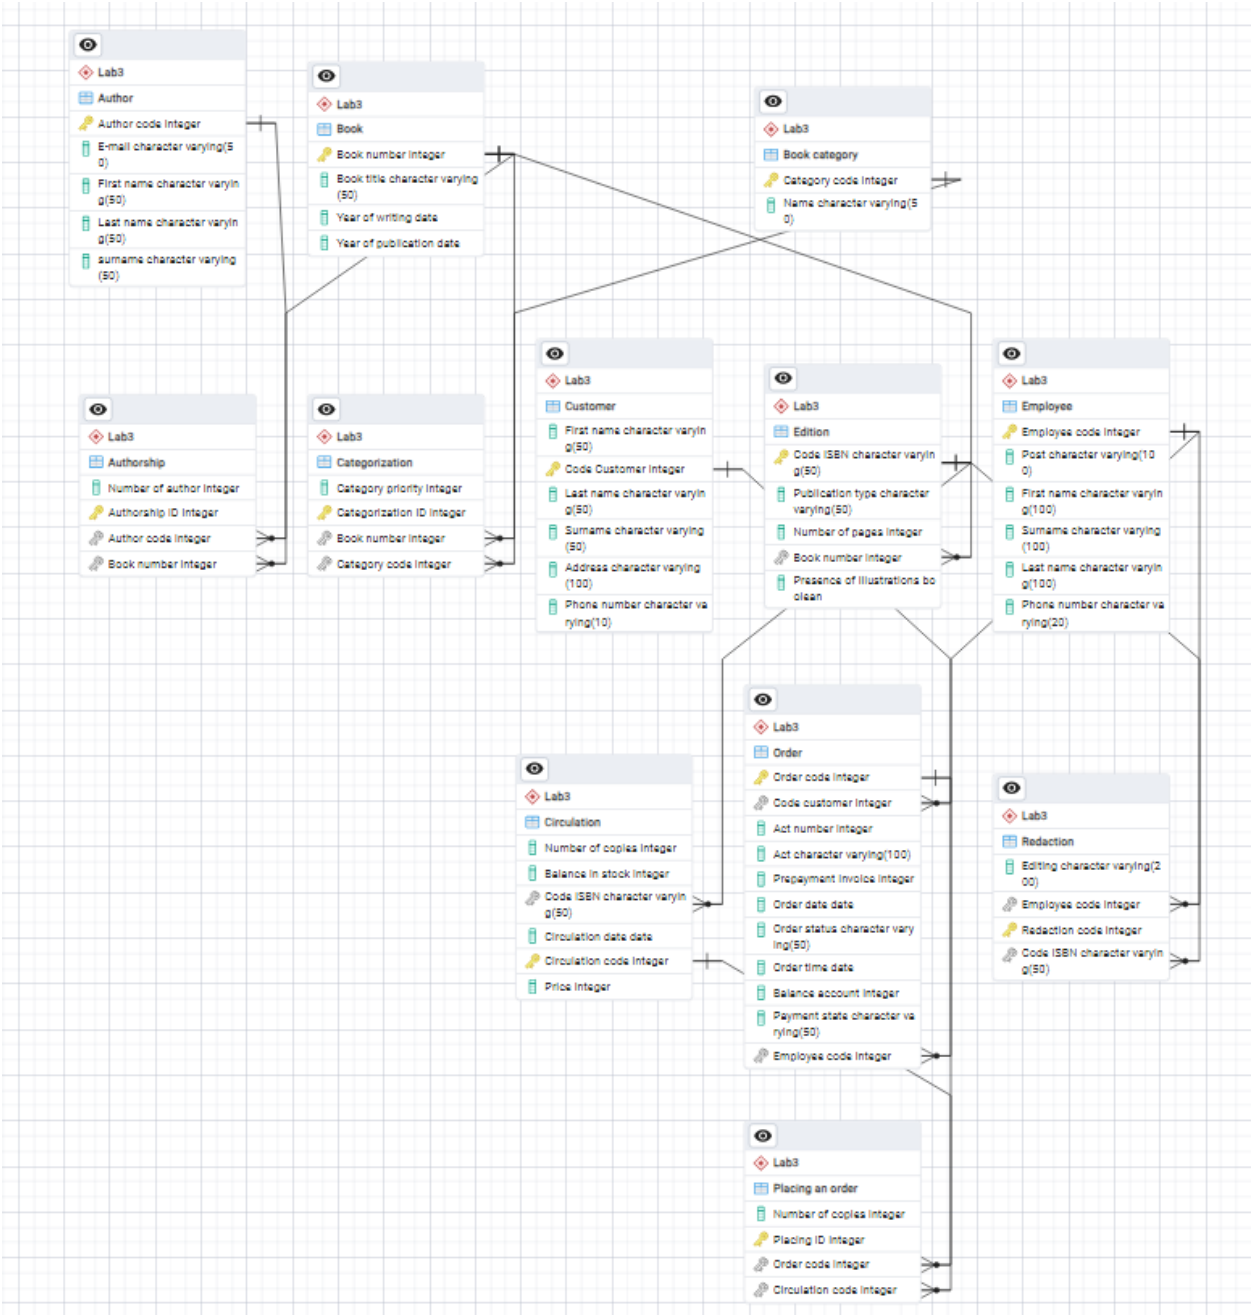 Lab3
Author
Author code integer
E-mail character varying(5
0)
First name character varyin
g(50)
Last name character varyin
g(50)
surname character varying
(50)
Lab3
Book
Book number integer
Book title character varying
(50)
Year of writing date
Year of publication date
Lab3
Book category
Category code integer
Name character varying(5
0)
Lab3
Authorship
Number of author integer
Authorship ID integer
Author code integer
Book number integer
Lab3
Categorization
Category priority integer
Categorization ID integer
Book number integer
Category code integer
Lab3
Customer
First name character varyin
g(50)
Code Customer integer
Last name character varyin
g(50)
Surname character varying
(50)
Address character varying
(100)
Phone number character va
rying(10)
Lab3
Edition
Code ISBN character varyin
g(50)
Publication type character
varying(50)
Number of pages integer
Book number integer
Presence of illustrations bo
olean
Lab3
Employee
Employee code integer
Post character varying(10
0)
First name character varyin
g(100)
Surname character varying
(100)
Last name character varyin
g(100)
Phone number character va
rying(20)
Lab3
Circulation
Number of copies integer
Balance in stock integer
Code ISBN character varyin
g(50)
Circulation date date
Circulation code integer
Price integer
Lab3
Order
Order code integer
Code customer integer
Act number integer
Act character varying(100)
Prepayment invoice integer
Order date date
Order status character vary
ing(50)
Order time date
Balance account integer
Payment state character va
rying(50)
Employee code integer
Lab3
Redaction
Editing character varying(2
00)
Employee code integer
Redaction code integer
Code ISBN character varyin
g(50)
Lab3
Placing an order
Number of copies integer
Placing ID integer
Order code integer
Circulation code integer